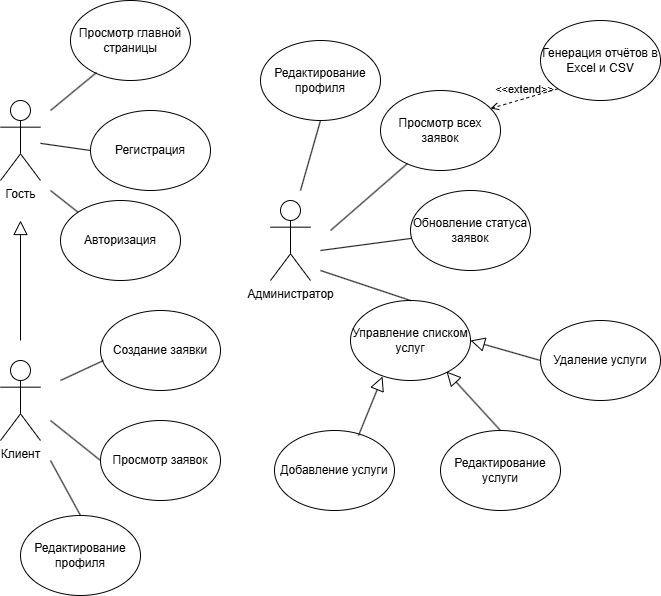 Просмотр главной
страницы
Регистрация
Гость
Авторизация
Создание заявки
Клиент
Просмотр заявок
Редактирование
профиля
Редактирование
профиля
Генерация отчётов в
Excel и CSV
<<extend>>
Просмотр всех
заявок
Обновление статуса
заявок
Администратор
Управление списком
услуг
Удаление услуги
Добавление услуги
Редактирование
услуги